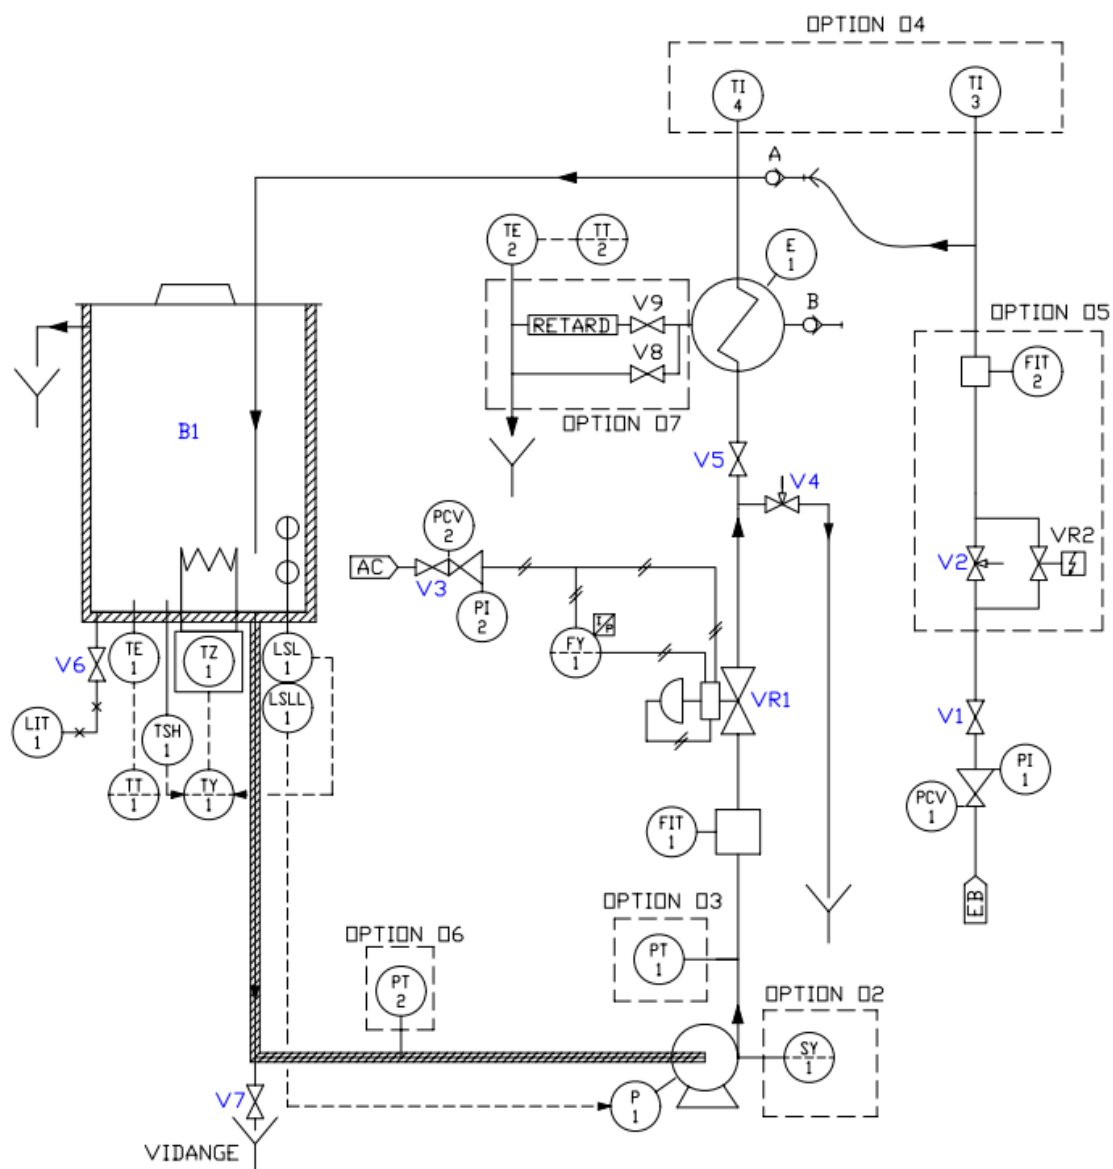 OPTION 04
TI
4
TI
3
A
TE
2
TT
2
E
1
B
V9
RETARD
V8
OPTION 07
OPTION 05
FIT
2
B1
V5
V4
PCV
2
AC
V3
PI
2
I/P
FY
1
V2
VR2
V6
TE
1
TZ
1
LSL
1
LSLL
1
LIT
1
TSH
1
TT
1
TY
1
VR1
V1
PI
1
PCV
1
FIT
1
EB
OPTION 03
PT
1
OPTION 06
PT
2
OPTION 02
SY
1
P
1
V7
VIDANGE